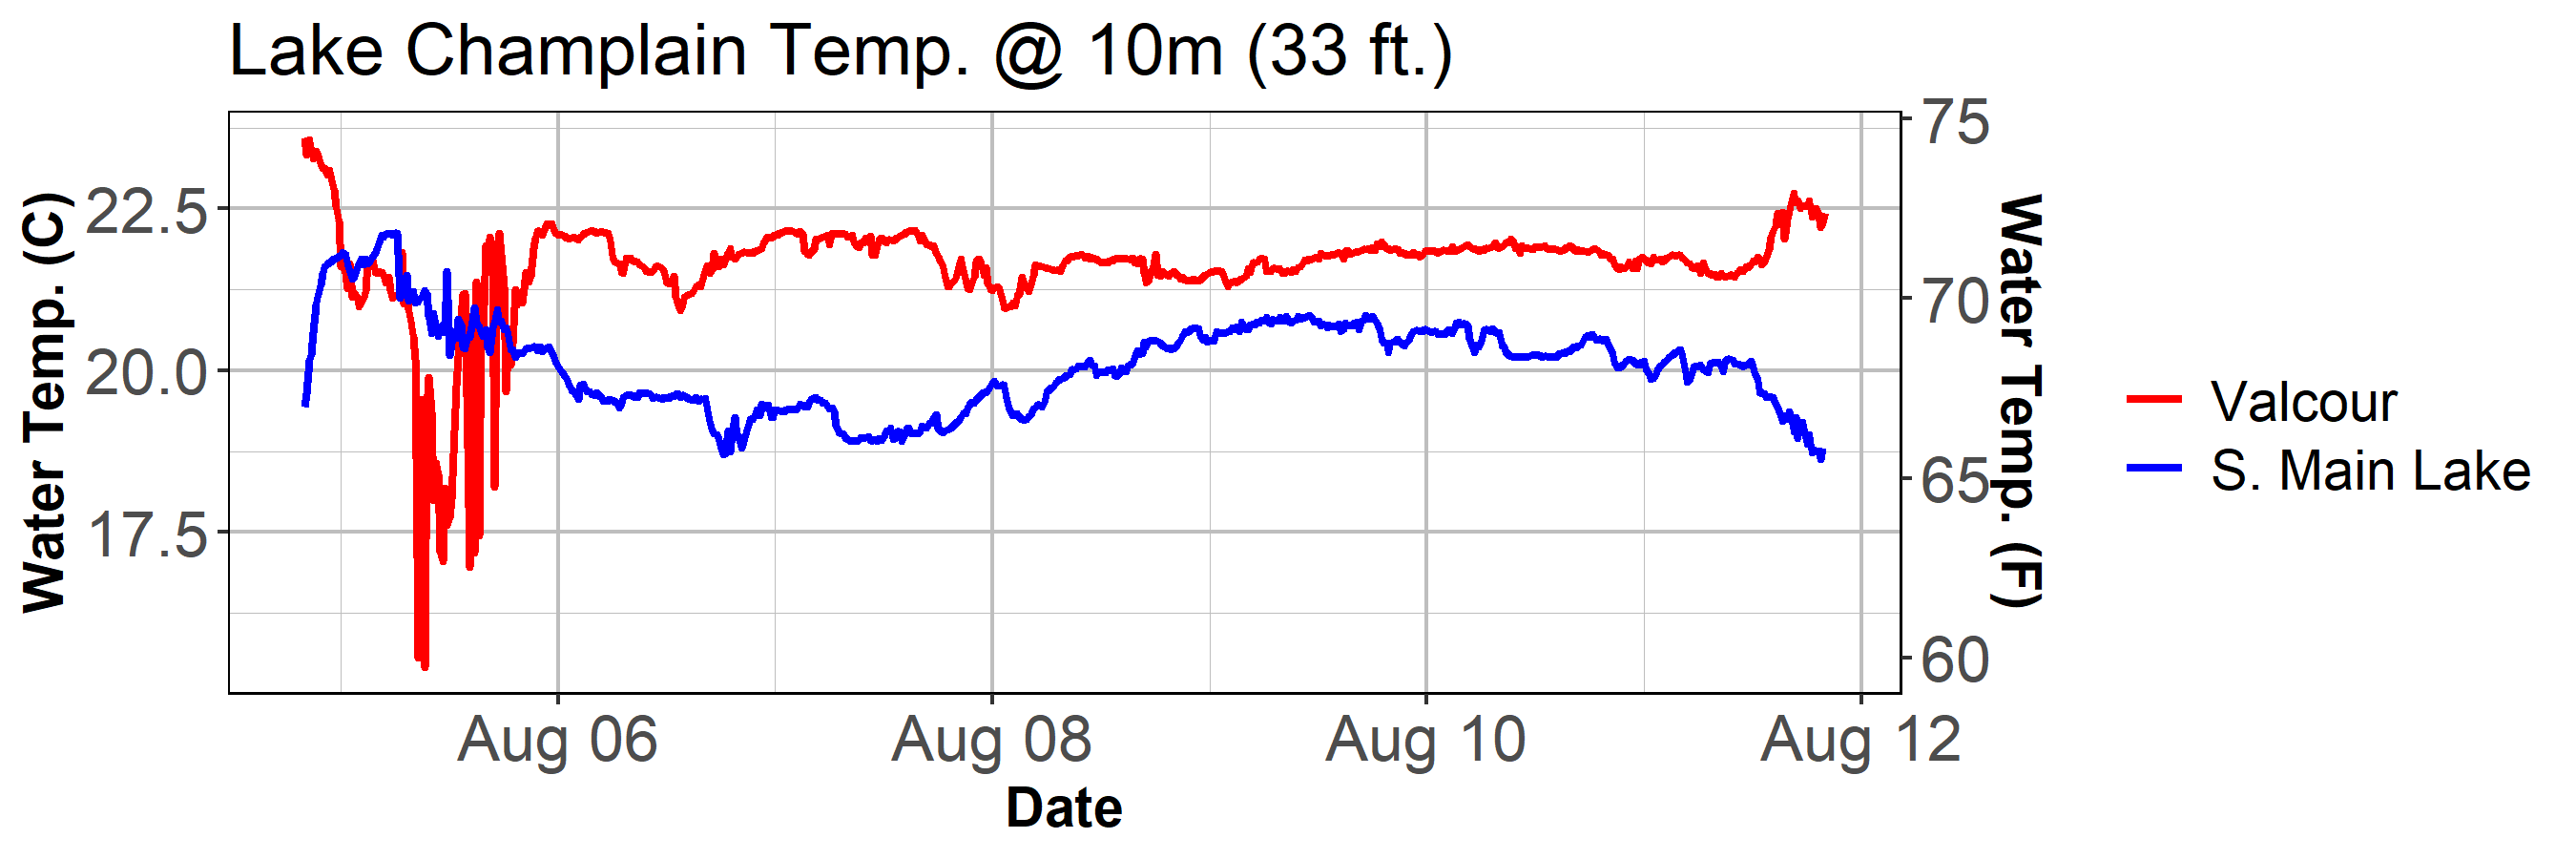 Lake Champlain Temp. @ 10m (33 ft.)
Water Temp. (C)
22.5
20.0
17.5
75
70
65
60
Water Temp. (F)
Aug 06
Aug 08
Aug 10
Aug 12
Date
Valcour
S. Main Lake